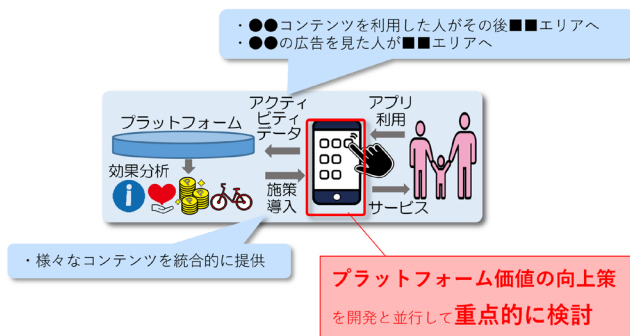 ・●●コンテンツを利用した人がその後■■エリアへ
・●●の広告を見た人が■■エリアへ
プラットフォーム
アクティ
ビティ
データ
アプリ
利用
効果分析
i
施策
導入
サービス
・様々なコンテンツを統合的に提供
プラットフォーム価値の向上策
を開発と並行して重点的に検討